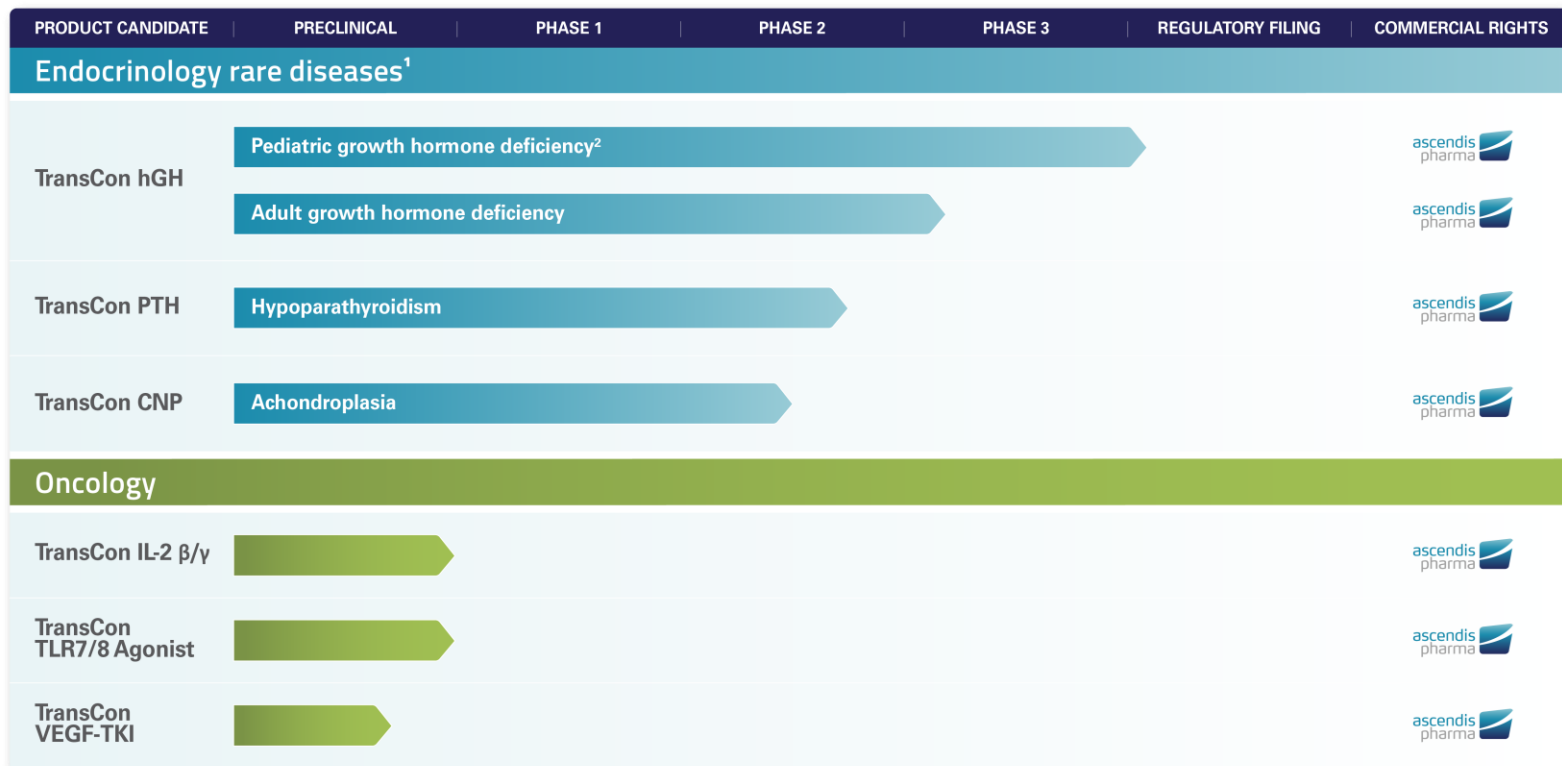 PRODUCT CANDIDATE | PRECLINICAL | PHASE 1 | PHASE 2 | PHASE 3 | REGULATORY FILING | COMMERCIAL RIGHTS
Endocrinology rare diseases¹
TransCon hGH
Pediatric growth hormone deficiency²
ascendis
pharma
Adult growth hormone deficiency
ascendis
pharma
TransCon PTH
Hypoparathyroidism
ascendis
pharma
TransCon CNP
Achondroplasia
ascendis
pharma
Oncology
TransCon IL-2 β/γ
ascendis
pharma
TransCon
TLR7/8 Agonist
ascendis
pharma
TransCon
VEGF-TKI
ascendis
pharma